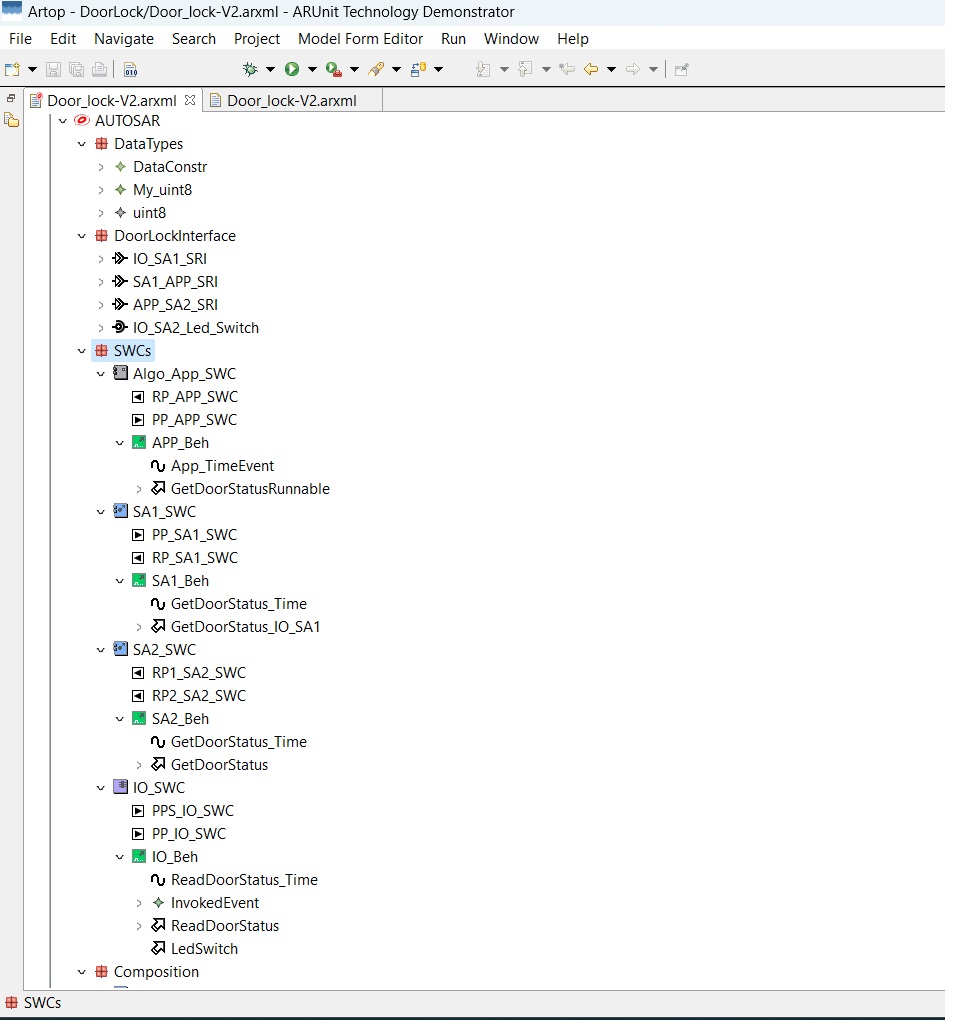 Artop - DoorLock/Door_lock-V2.arxml - ARUnit Technology Demonstrator
File Edit Navigate Search Project Model Form Editor Run Window Help
010
Door_lock-V2.arxml Door_lock-V2.arxml
AUTOSAR
DataTypes
DataConstr
My_uint8
uint8
DoorLockInterface
IO_SA1_SRI
SA1_APP_SRI
APP_SA2_SRI
IO_SA2_Led_Switch
SWCs
Algo_App_SWC
RP_APP_SWC
PP_APP_SWC
APP_Beh
App_TimeEvent
GetDoorStatusRunnable
SA1_SWC
PP_SA1_SWC
RP_SA1_SWC
SA1_Beh
GetDoorStatus_Time
GetDoorStatus_IO_SA1
SA2_SWC
RP1_SA2_SWC
RP2_SA2_SWC
SA2_Beh
GetDoorStatus_Time
GetDoorStatus
IO_SWC
PPS_IO_SWC
PP_IO_SWC
IO_Beh
ReadDoorStatus_Time
InvokedEvent
ReadDoorStatus
LedSwitch
Composition
SWCs